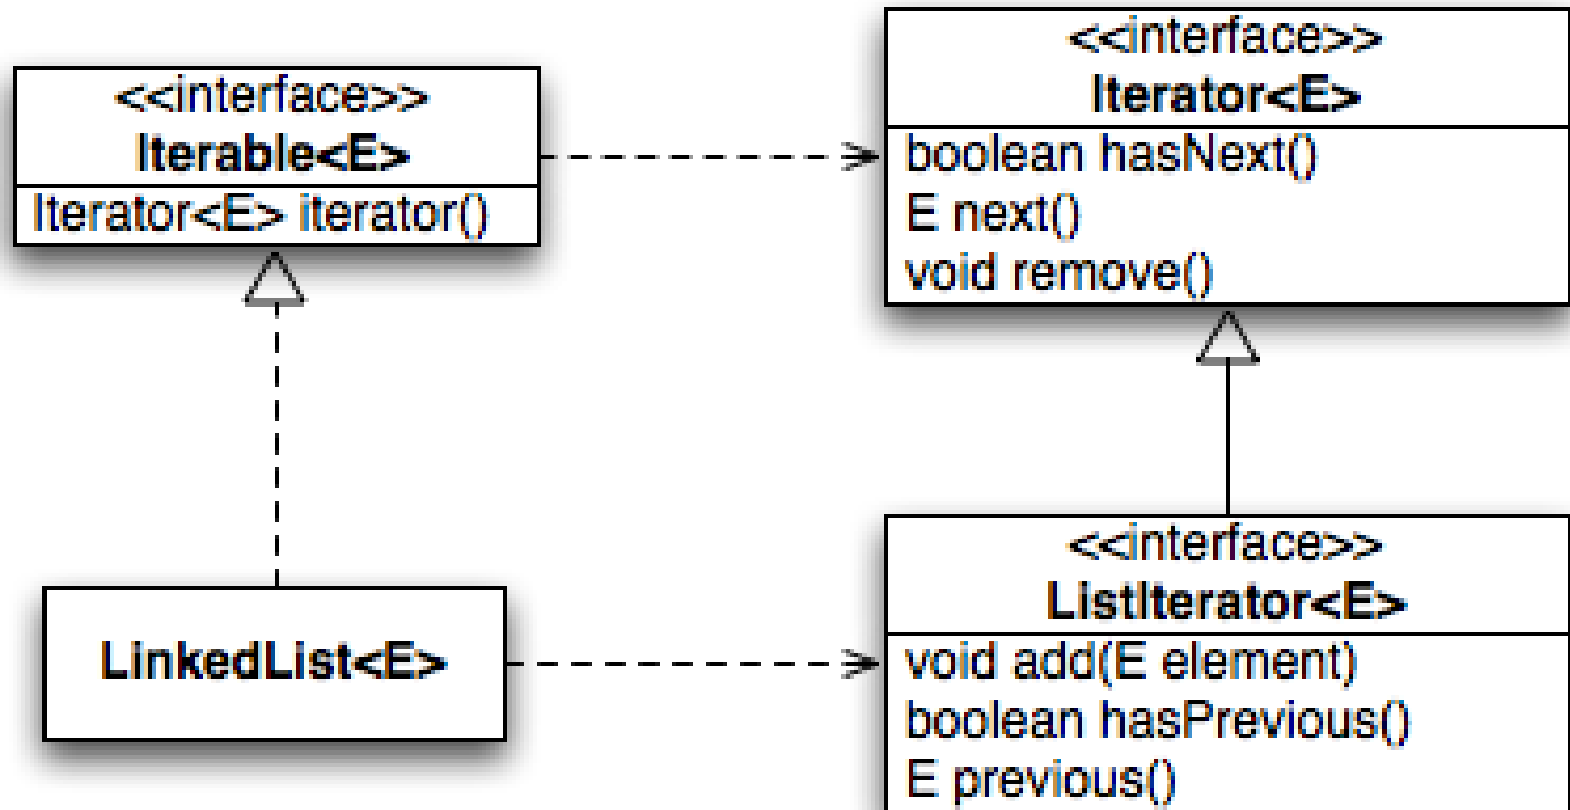 <<interface>>
Iterable<E>
Iterator<E> iterator()
<<interface>>
Iterator<E>
boolean hasNext()
E next()
void remove()
LinkedList<E>
<<interface>>
ListIterator<E>
void add(E element)
boolean hasPrevious()
E previous()